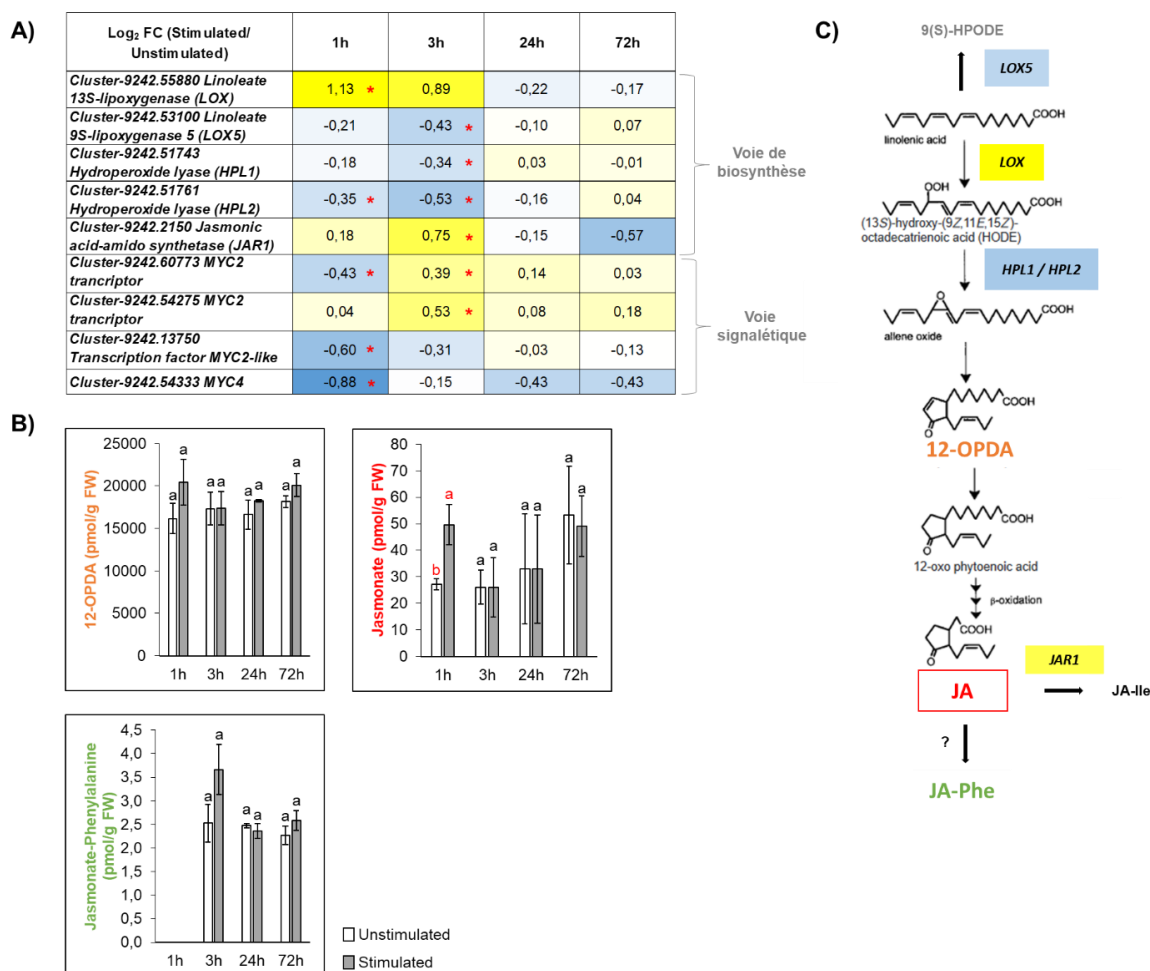 A)
Log2 FC (Stimulated/
Unstimulated)
1h
3h
24h
72h
Cluster-9242.55880 Linoleate
13S-lipoxygenase (LOX)
1,13 *
0,89
-0,22
-0,17
Cluster-9242.53100 Linoleate
9S-lipoxygenase 5 (LOX5)
-0,21
-0,43 *
-0,10
0,07
Cluster-9242.51743
Hydroperoxide lyase (HPL1)
-0,18
-0,34 *
0,03
-0,01
Cluster-9242.51761
Hydroperoxide lyase (HPL2)
-0,35 *
-0,53 *
-0,16
0,04
Cluster-9242.2150 Jasmonic
acid-amido synthetase (JAR1)
0,18
0,75 *
-0,15
-0,57
Cluster-9242.60773 MYC2
trancriptor
-0,43 *
0,39 *
0,14
0,03
Cluster-9242.54275 MYC2
trancriptor
0,04
0,53 *
0,08
0,18
Cluster-9242.13750
Transcription factor MYC2-like
-0,60 *
-0,31
-0,03
-0,13
Cluster-9242.54333 MYC4
-0,88 *
-0,15
-0,43
-0,43
Voie de
biosynthèse
Voie
signalétique
B)
12-OPDA (pmol/g FW)
25000
20000
15000
10000
5000
0
a
a
a
a
a
a
a
a
1h
3h
24h
72h
Jasmonate (pmol/g FW)
80
70
60
50
40
30
20
10
0
b
a
a
a
a
a
a
a
1h
3h
24h
72h
Jasmonate-Phenylalanine
(pmol/g FW)
4,5
4,0
3,5
3,0
2,5
2,0
1,5
1,0
0,5
0,0
a
a
a
a
a
a
1h
3h
24h
72h
Unstimulated
Stimulated
C)
9(S)-HPODE
LOX5
COOH
linolenic acid
LOX
OOH
COOH
(13S)-hydroxy-(9Z,11E,15Z)-
octadecatrienoic acid (HODE)
HPL1 / HPL2
O
COOH
allene oxide
COOH
O
12-OPDA
COOH
O
12-oxo phytoenoic acid
β-oxidation
COOH
O
JAR1
JA
JA-Ile
?
JA-Phe